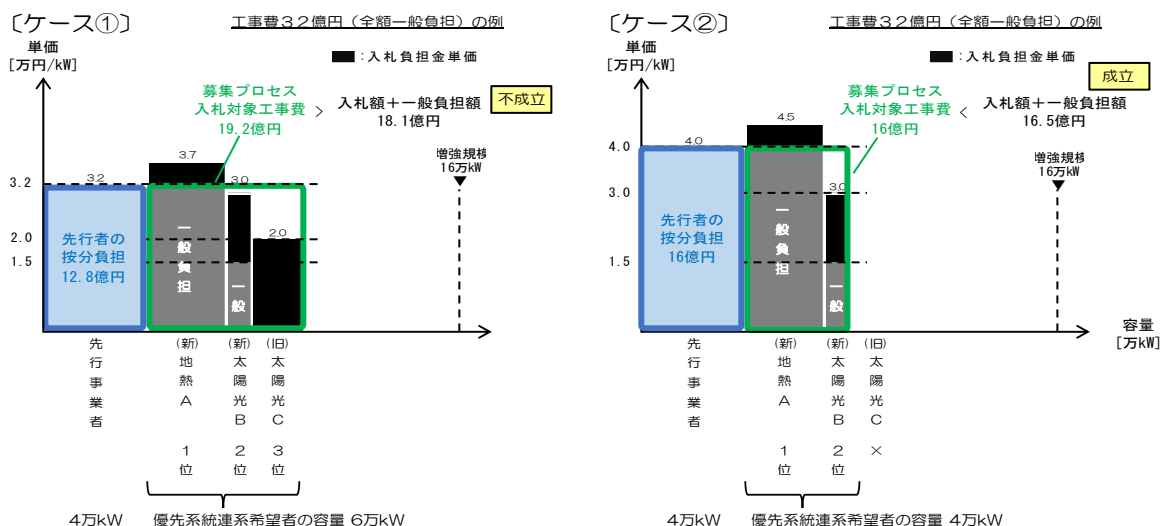 〔ケース①〕
工事費32億円（全額一般負担）の例
単価
[万円/kW]
■：入札負担金単価
募集プロセス
入札対象工事費
19.2億円
>
入札額＋一般負担額
18.1億円
不成立
増強規模
16万kW
3.7
3.2
3.2
3.0
2.0
2.0
1.5
先行者の
按分負担
12.8億円
一般負担
一般
先行事業者
(新)地熱A 1位
(新)太陽光B 2位
(旧)太陽光C 3位
4万kW
優先系統連系希望者の容量 6万kW
〔ケース②〕
工事費32億円（全額一般負担）の例
単価
[万円/kW]
■：入札負担金単価
成立
募集プロセス
入札対象工事費
16億円
<
入札額＋一般負担額
16.5億円
増強規模
16万kW
4.5
4.0
4.0
3.0
3.0
1.5
先行者の
按分負担
16億円
一般負担
一般
容量
[万kW]
先行事業者
(新)地熱A 1位
(新)太陽光B 2位
(旧)太陽光C ×
4万kW
優先系統連系希望者の容量 4万kW